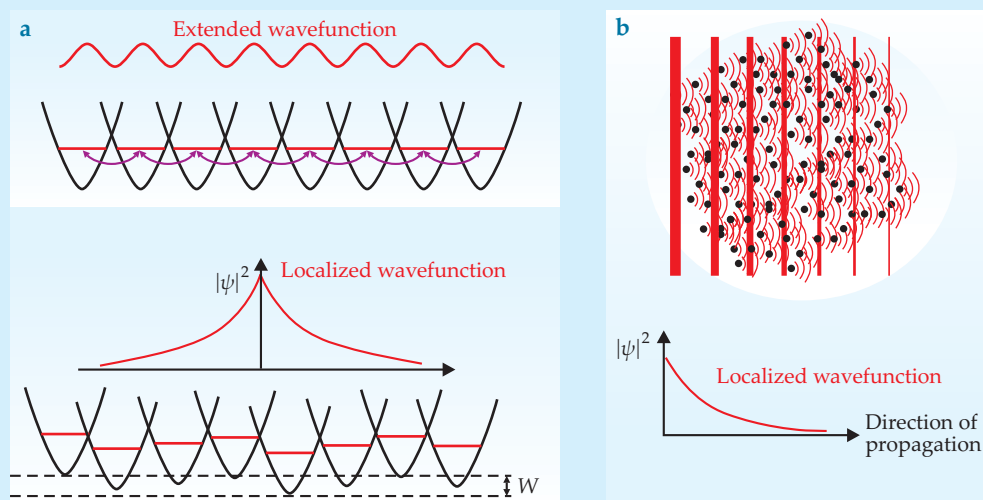 a
Extended wavefunction
|ψ|²
Localized wavefunction
W
b
|ψ|²
Localized wavefunction
Direction of
propagation